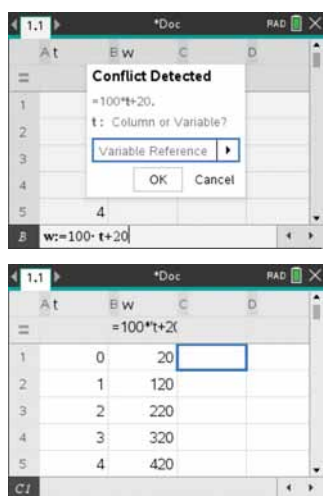 1.1 *Doc RAD
A t B w C D
=
Conflict Detected
=100*t+20.
t: Column or Variable?
Variable Reference
OK Cancel
1
2
3
4
5 4
B w:=100·t+20
1.1 *Doc RAD
A t B w C D
= =100*'t+2(
1 0 20
2 1 120
3 2 220
4 3 320
5 4 420
C1